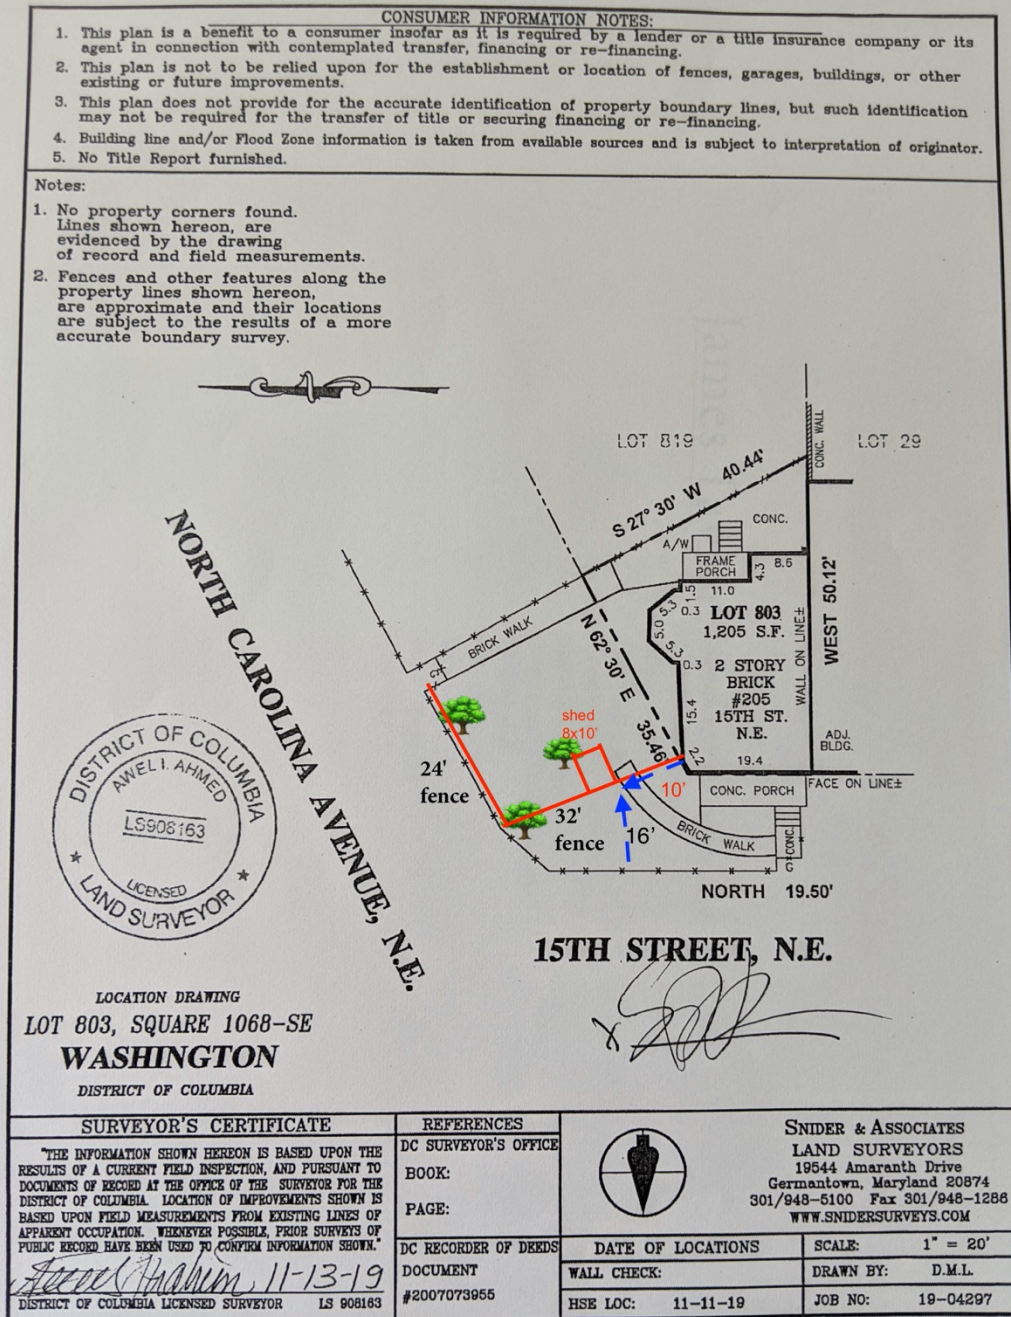 CONSUMER INFORMATION NOTES:
1. This plan is a benefit to a consumer insofar as it is required by a lender or a title insurance company or its
agent in connection with contemplated transfer, financing or re-financing.
2. This plan is not to be relied upon for the establishment or location of fences, garages, buildings, or other
existing or future improvements.
3. This plan does not provide for the accurate identification of property boundary lines, but such identification
may not be required for the transfer of title or securing financing or re-financing.
4. Building line and/or Flood Zone information is taken from available sources and is subject to interpretation of originator.
5. No Title Report furnished.
Notes:
1. No property corners found.
Lines shown hereon, are
evidenced by the drawing
of record and field measurements.
2. Fences and other features along the
property lines shown hereon,
are approximate and their locations
are subject to the results of a more
accurate boundary survey.
LOT 819
LOT 29
CONC. WALL
S 27° 30' W 40.44'
CONC.
A/W
FRAME
PORCH
4.3
8.6
11.0
1.5
0.3
5.3
5.0
5.3
0.3
LOT 803
1,205 S.F.
2 STORY
BRICK
#205
15TH ST.
N.E.
WALL ON LINE±
WEST 50.12'
BRICK WALK
N 62° 30' E 35.46'
15.4
2.2
19.4
ADJ.
BLDG.
FACE ON LINE±
CONC. PORCH
shed
8x10'
10'
24'
fence
32'
fence
16'
BRICK WALK
CONC.
G
G
NORTH 19.50'
NORTH CAROLINA AVENUE, N.E.
15TH STREET, N.E.
DISTRICT OF COLUMBIA
AWEL I. AHMED
LS908163
LICENSED
LAND SURVEYOR
LOCATION DRAWING
LOT 803, SQUARE 1068-SE
WASHINGTON
DISTRICT OF COLUMBIA
SURVEYOR'S CERTIFICATE
"THE INFORMATION SHOWN HEREON IS BASED UPON THE
RESULTS OF A CURRENT FIELD INSPECTION, AND PURSUANT TO
DOCUMENTS OF RECORD AT THE OFFICE OF THE SURVEYOR FOR THE
DISTRICT OF COLUMBIA. LOCATION OF IMPROVEMENTS SHOWN IS
BASED UPON FIELD MEASUREMENTS FROM EXISTING LINES OF
APPARENT OCCUPATION. WHENEVER POSSIBLE, PRIOR SURVEYS OF
PUBLIC RECORD HAVE BEEN USED TO CONFIRM INFORMATION SHOWN."
11-13-19
DISTRICT OF COLUMBIA LICENSED SURVEYOR LS 908163
REFERENCES
DC SURVEYOR'S OFFICE
BOOK:
PAGE:
DC RECORDER OF DEEDS
DOCUMENT
#2007073955
SNIDER & ASSOCIATES
LAND SURVEYORS
19544 Amaranth Drive
Germantown, Maryland 20874
301/948-5100 Fax 301/948-1286
WWW.SNIDERSURVEYS.COM
DATE OF LOCATIONS
WALL CHECK:
HSE LOC: 11-11-19
SCALE: 1" = 20'
DRAWN BY: D.M.L.
JOB NO: 19-04297